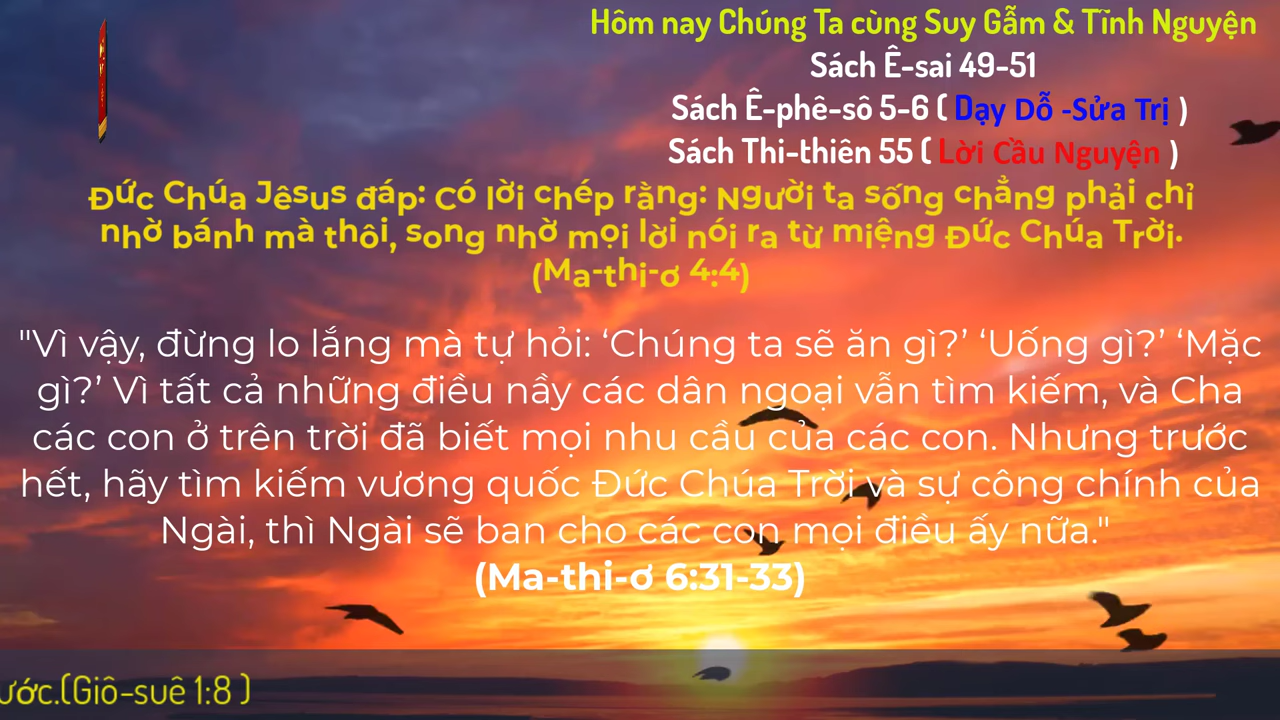 Hôm nay Chúng Ta cùng Suy Gẫm & Tĩnh Nguyện
Sách Ê-sai 49-51
Sách Ê-phê-sô 5-6 ( Dạy Dỗ -Sửa Trị )
Sách Thi-thiên 55 ( Lời Cầu Nguyện )
Đức Chúa Jêsus đáp: Có lời chép rằng: Người ta sống chẳng phải chỉ
nhờ bánh mà thôi, song nhờ mọi lời nói ra từ miệng Đức Chúa Trời.
(Ma-thi-ơ 4:4)
"Vì vậy, đừng lo lắng mà tự hỏi: ‘Chúng ta sẽ ăn gì?’ ‘Uống gì?’ ‘Mặc
gì?’ Vì tất cả những điều nầy các dân ngoại vẫn tìm kiếm, và Cha
các con ở trên trời đã biết mọi nhu cầu của các con. Nhưng trước
hết, hãy tìm kiếm vương quốc Đức Chúa Trời và sự công chính của
Ngài, thì Ngài sẽ ban cho các con mọi điều ấy nữa."
(Ma-thi-ơ 6:31-33)
ước.(Giô-suê 1:8 )